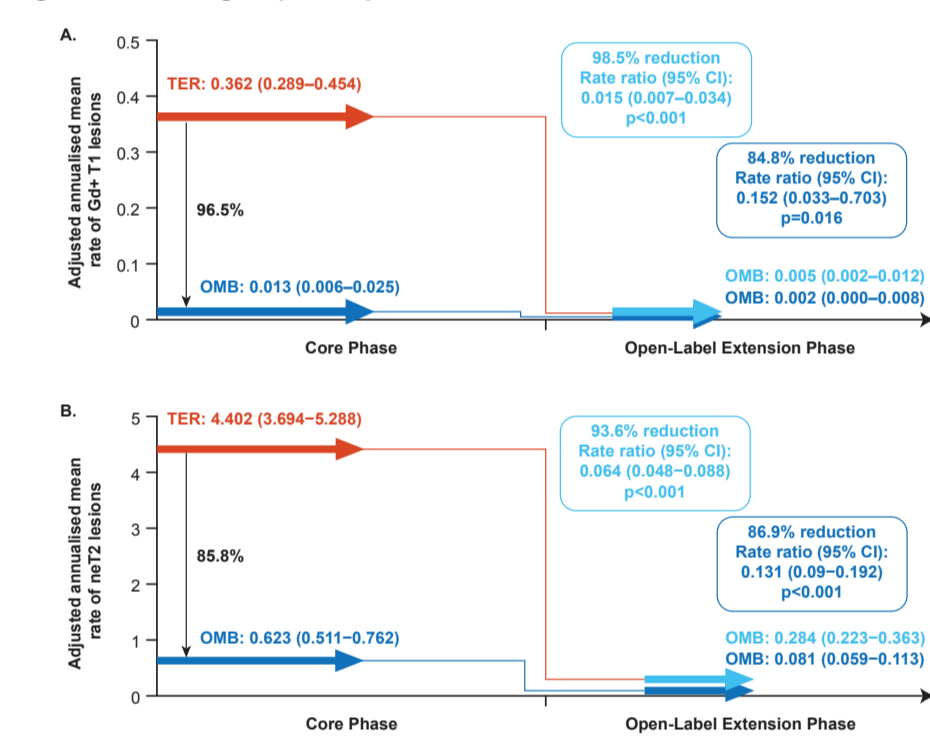 A.
Adjusted annualised mean
rate of Gd+ T1 lesions
0.5
0.4
0.3
0.2
0.1
0
TER: 0.362 (0.289–0.454)
96.5%
OMB: 0.013 (0.006–0.025)
98.5% reduction
Rate ratio (95% CI):
0.015 (0.007–0.034)
p<0.001
84.8% reduction
Rate ratio (95% CI):
0.152 (0.033–0.703)
p=0.016
OMB: 0.005 (0.002–0.012)
OMB: 0.002 (0.000–0.008)
Core Phase
Open-Label Extension Phase
B.
Adjusted annualised mean
rate of neT2 lesions
5
4
3
2
1
0
TER: 4.402 (3.694–5.288)
85.8%
OMB: 0.623 (0.511–0.762)
93.6% reduction
Rate ratio (95% CI):
0.064 (0.048–0.088)
p<0.001
86.9% reduction
Rate ratio (95% CI):
0.131 (0.09–0.192)
p<0.001
OMB: 0.284 (0.223–0.363)
OMB: 0.081 (0.059–0.113)
Core Phase
Open-Label Extension Phase